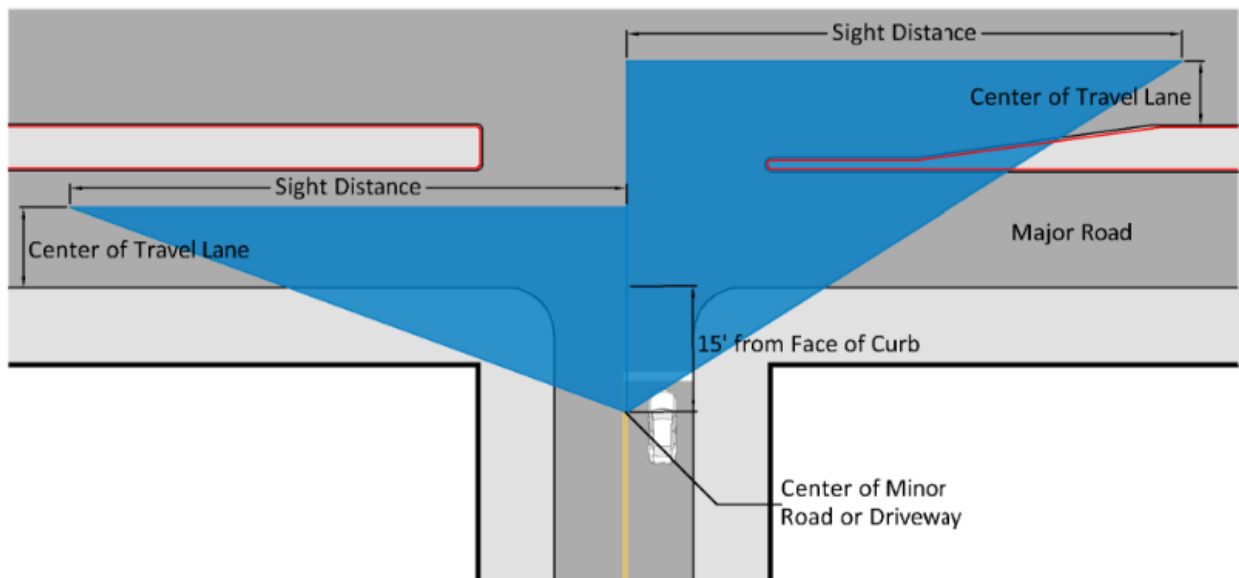 Sight Distance
Center of Travel Lane
Sight Distance
Center of Travel Lane
Major Road
15' from Face of Curb
Center of Minor
Road or Driveway